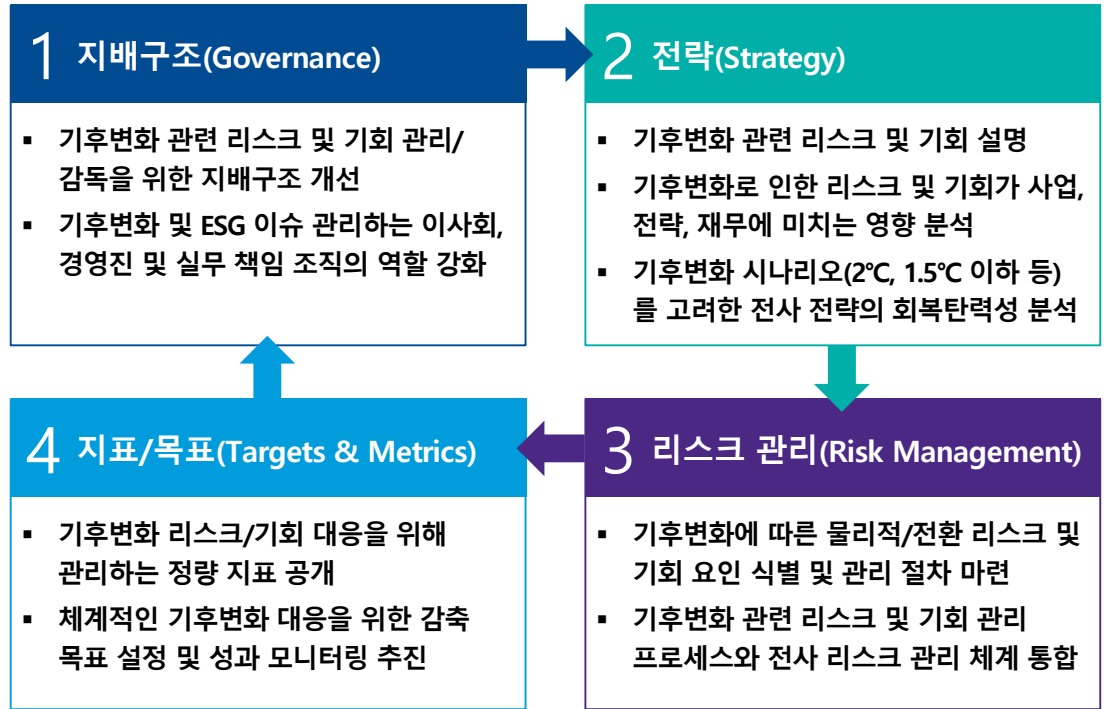 1 지배구조(Governance)
▪ 기후변화 관련 리스크 및 기회 관리/
감독을 위한 지배구조 개선
▪ 기후변화 및 ESG 이슈 관리하는 이사회,
경영진 및 실무 책임 조직의 역할 강화
2 전략(Strategy)
▪ 기후변화 관련 리스크 및 기회 설명
▪ 기후변화로 인한 리스크 및 기회가 사업,
전략, 재무에 미치는 영향 분석
▪ 기후변화 시나리오(2℃, 1.5℃ 이하 등)
를 고려한 전사 전략의 회복탄력성 분석
3 리스크 관리(Risk Management)
▪ 기후변화에 따른 물리적/전환 리스크 및
기회 요인 식별 및 관리 절차 마련
▪ 기후변화 관련 리스크 및 기회 관리
프로세스와 전사 리스크 관리 체계 통합
4 지표/목표(Targets & Metrics)
▪ 기후변화 리스크/기회 대응을 위해
관리하는 정량 지표 공개
▪ 체계적인 기후변화 대응을 위한 감축
목표 설정 및 성과 모니터링 추진